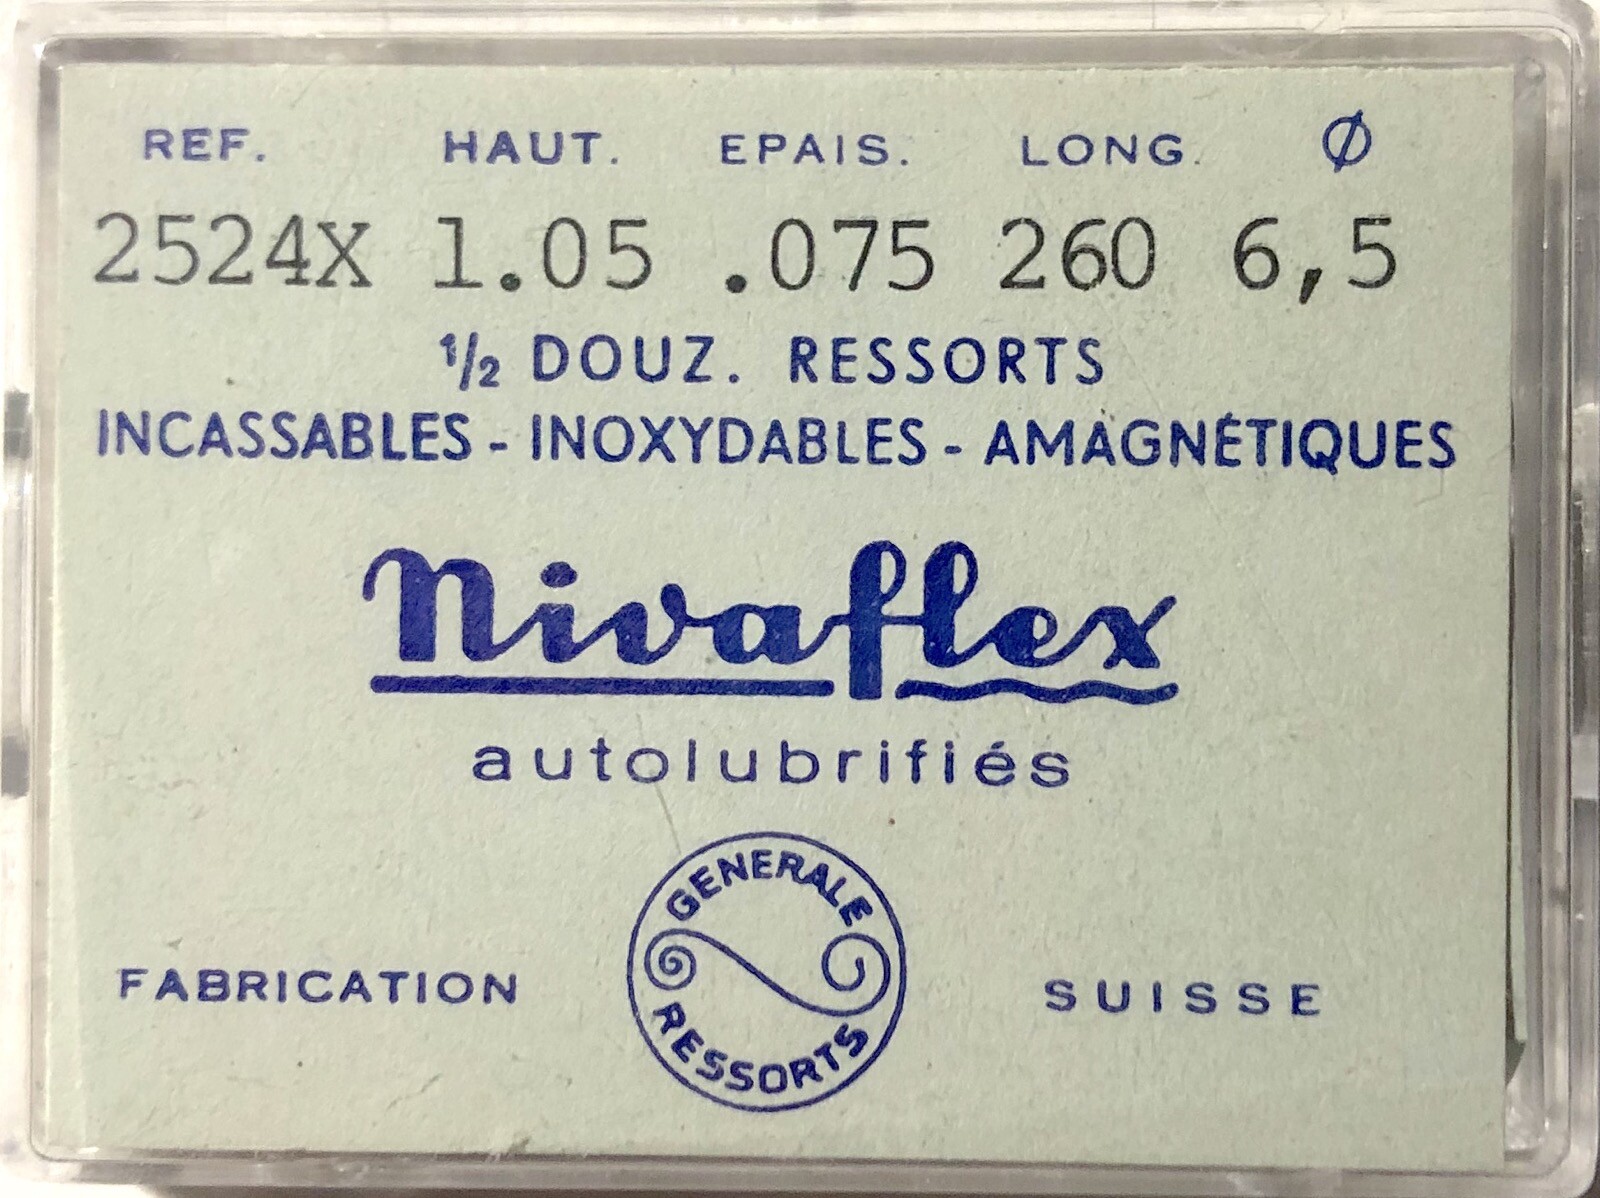 REF. HAUT. EPAIS. LONG. Ø
2524X 1.05 .075 260 6,5
1/2 DOUZ. RESSORTS
INCASSABLES - INOXYDABLES - AMAGNÉTIQUES
Nivaflex
autolubrifiés
GENERALE
FABRICATION SUISSE
RESSORTS